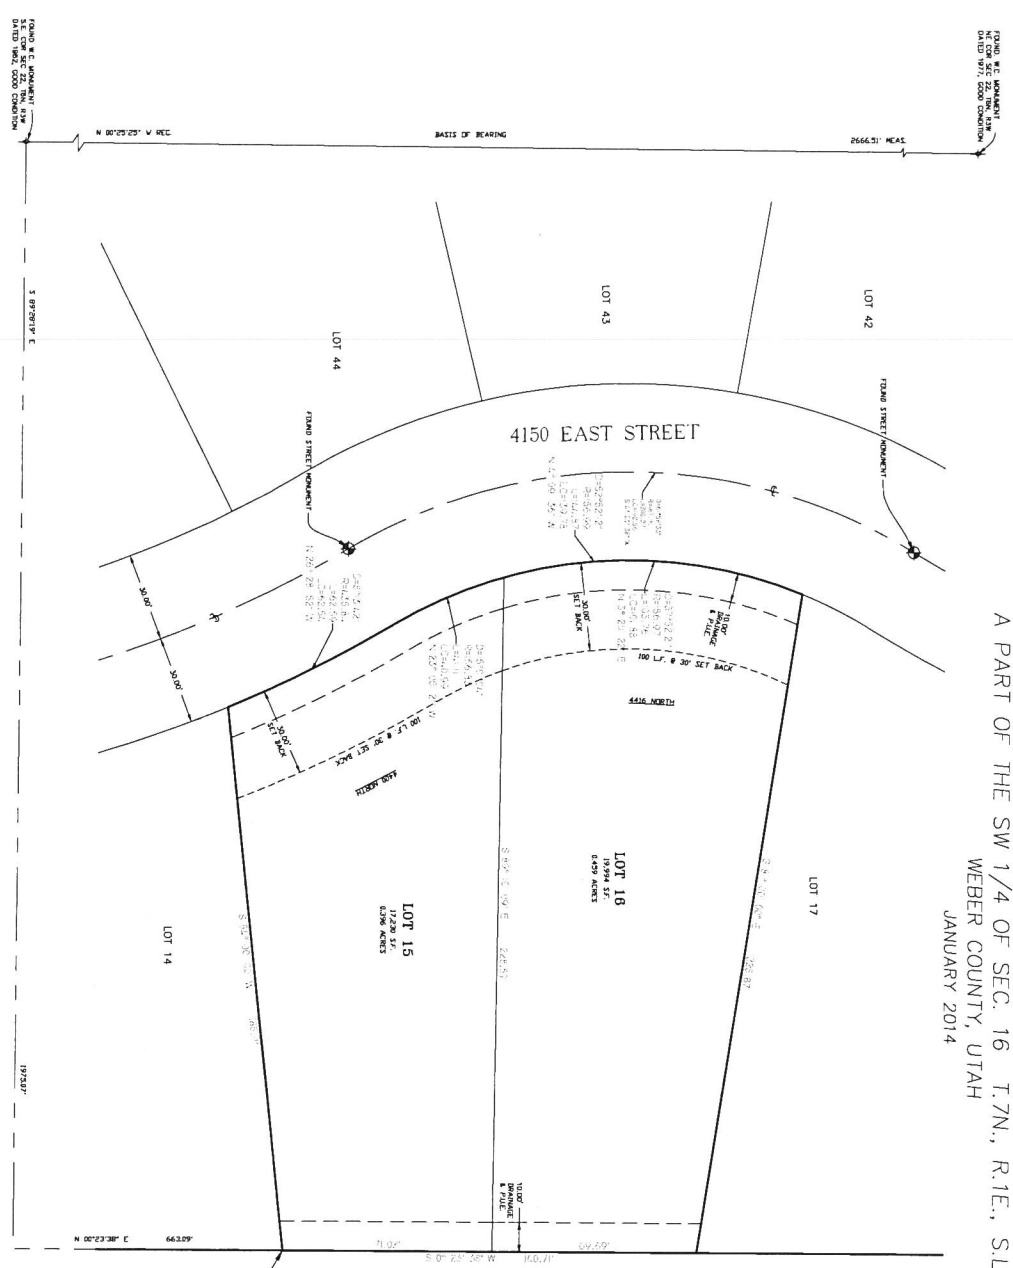 A PART OF THE SW 1/4 OF SEC. 16 T.7N., R.1E., S.L
WEBER COUNTY, UTAH
JANUARY 2014
FOUND W.C. MONUMENT
S.E. COR SEC 22, T8N, R3W
DATED 1982, GOOD CONDITION
N 00°25'25" W REC.
BASIS OF BEARING
2666.51' MEAS.
FOUND W.C. MONUMENT
NE COR SEC 22, T8N, R3W
DATED 1977, GOOD CONDITION
S 89°28'19" E
1975.07'
LOT 44
LOT 43
LOT 42
4150 EAST STREET
FOUND STREET MONUMENT
FOUND STREET MONUMENT
30.00'
30.00'
30.00'
SET BACK
10.00'
DRAINAGE
& P.U.E.
100 L.F. @ 30' SET BACK
4416 NORTH
30.00'
SET BACK
100 L.F. @ 30' SET BACK
4400 NORTH
LOT 16
19,994 S.F.
0.459 ACRES
LOT 15
17,230 S.F.
0.396 ACRES
LOT 17
LOT 14
10.00'
DRAINAGE
& P.U.E.
N 00°23'38" E
663.09'
S 0° 23' 38" W
160.71'